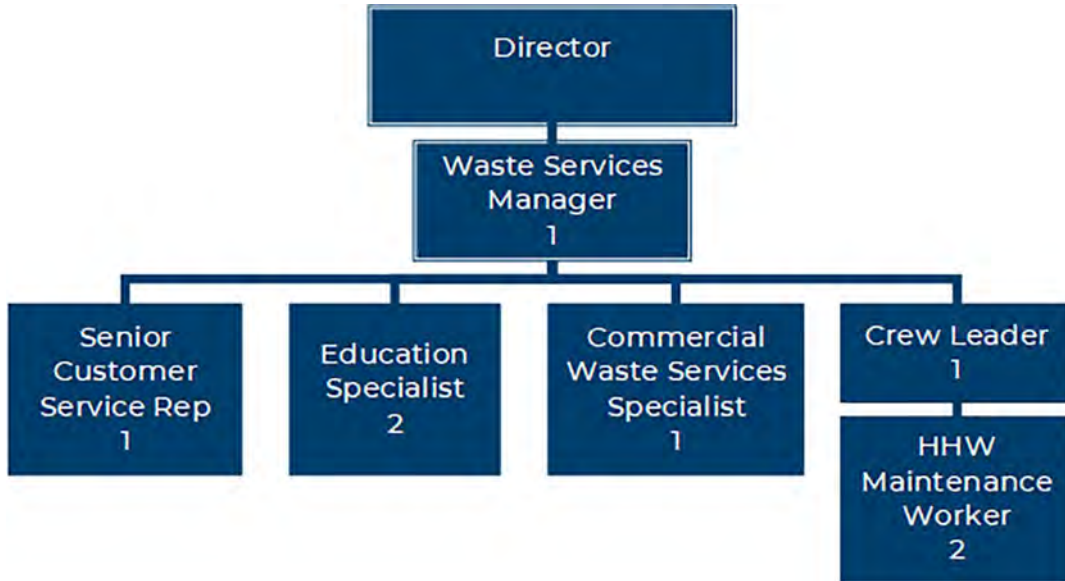 Director
Waste Services
Manager
1
Senior
Customer
Service Rep
1
Education
Specialist
2
Commercial
Waste Services
Specialist
1
Crew Leader
1
HHW
Maintenance
Worker
2